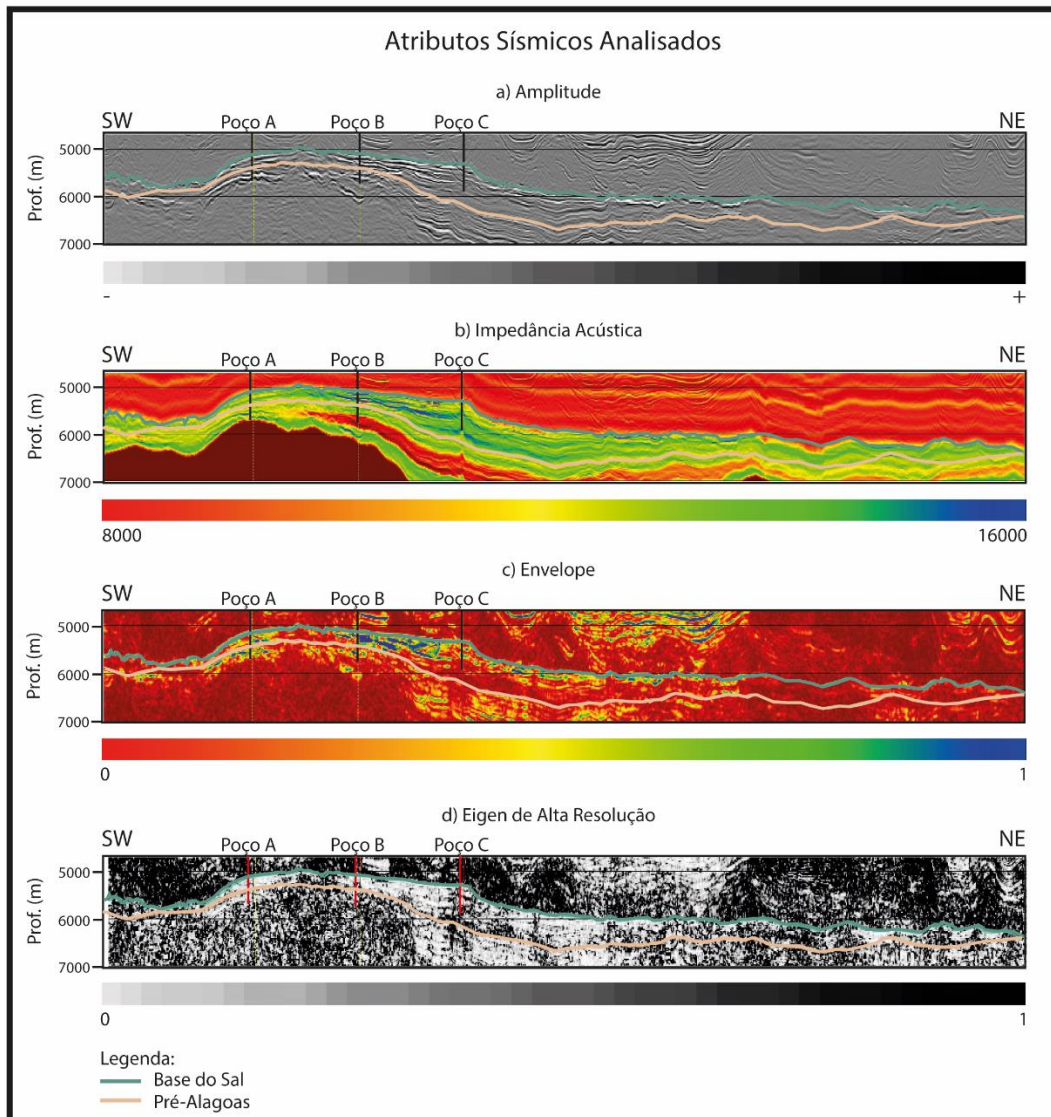 Atributos Sísmicos Analisados
a) Amplitude
SW Poço A Poço B Poço C NE
Prof. (m)
5000
6000
7000
- +
b) Impedância Acústica
SW Poço A Poço B Poço C NE
Prof. (m)
5000
6000
7000
8000 16000
c) Envelope
SW Poço A Poço B Poço C NE
Prof. (m)
5000
6000
7000
0 1
d) Eigen de Alta Resolução
SW Poço A Poço B Poço C NE
Prof. (m)
5000
6000
7000
0 1
Legenda:
Base do Sal
Pré-Alagoas